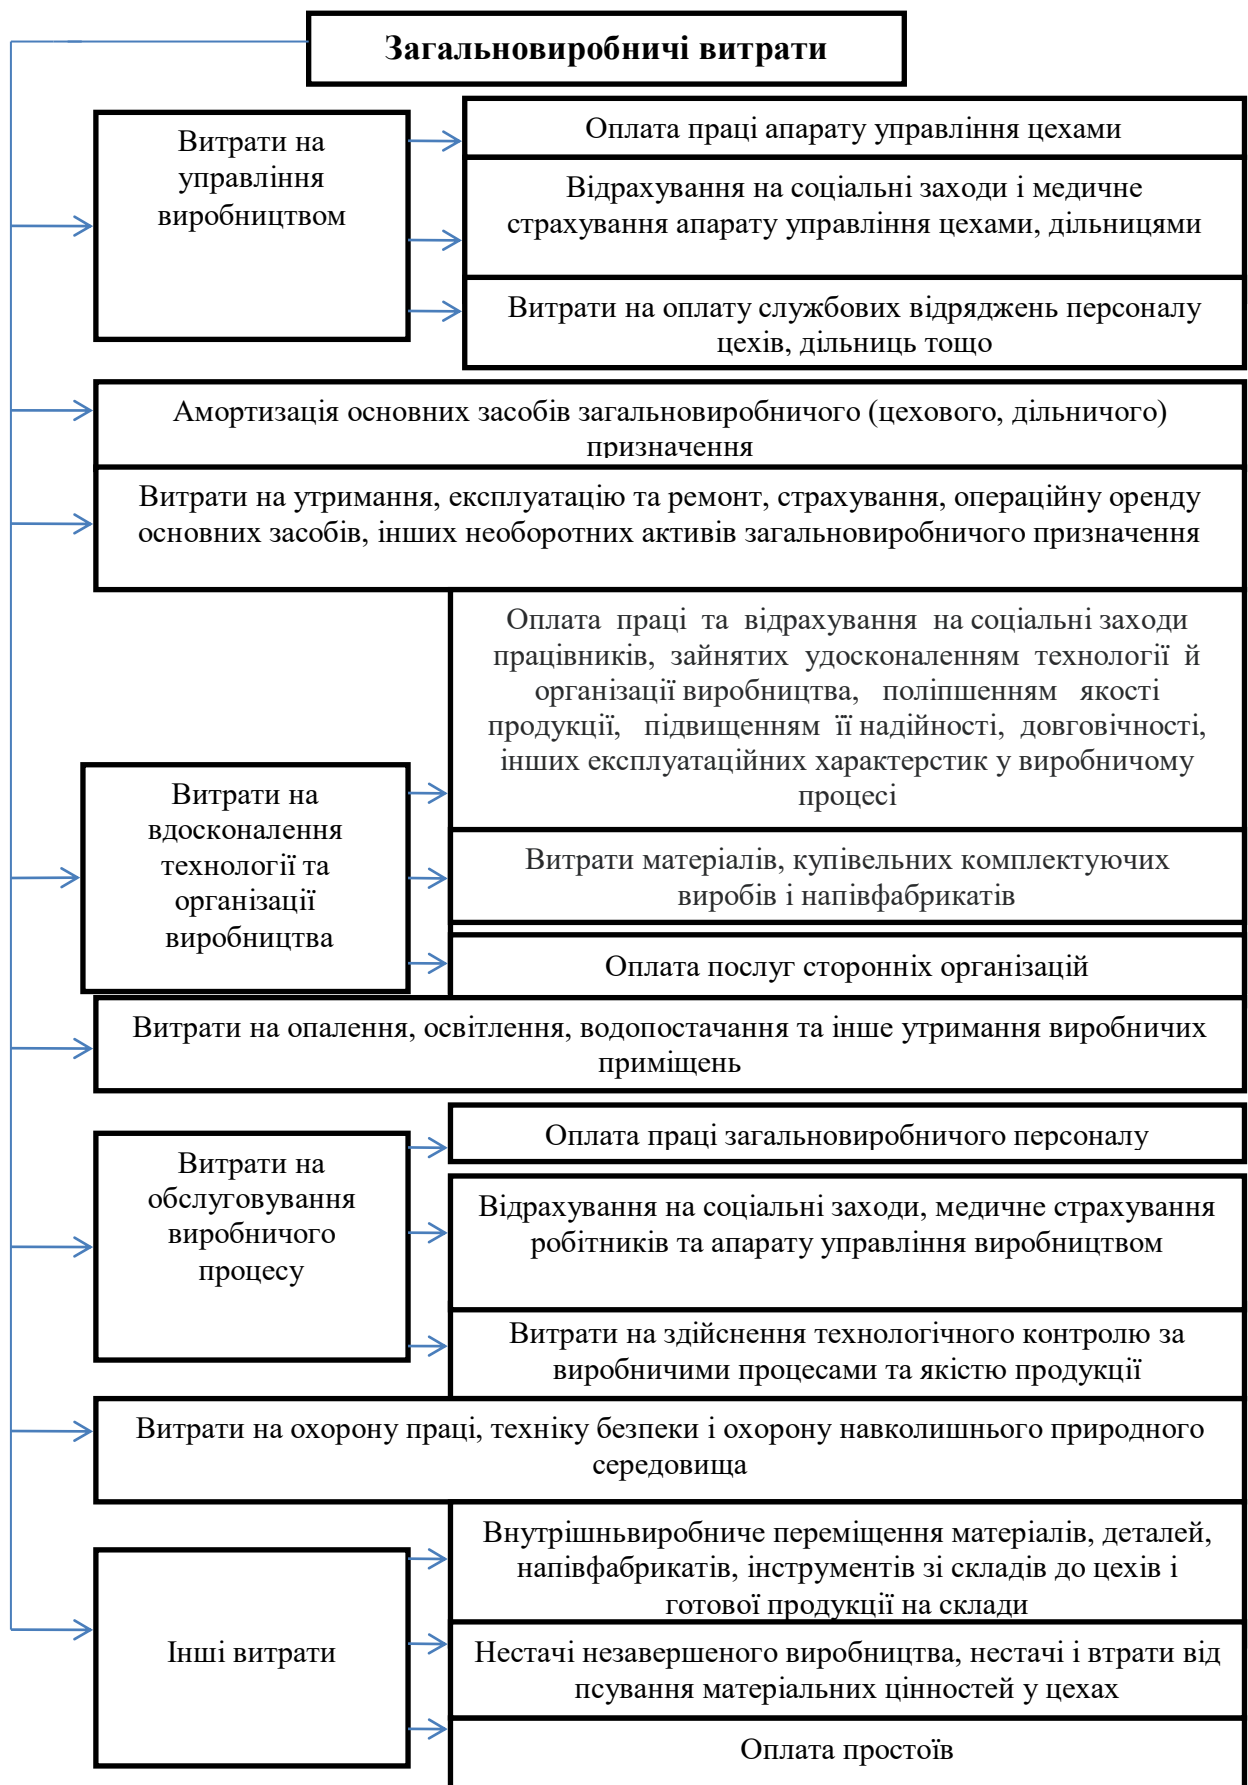 Загальновиробничі витрати
Витрати на
управління
виробництвом
Оплата праці апарату управління цехами
Відрахування на соціальні заходи і медичне
страхування апарату управління цехами, дільницями
Витрати на оплату службових відряджень персоналу
цехів, дільниць тощо
Амортизація основних засобів загальновиробничого (цехового, дільничого)
призначення
Витрати на утримання, експлуатацію та ремонт, страхування, операційну оренду
основних засобів, інших необоротних активів загальновиробничого призначення
Витрати на
вдосконалення
технології та
організації
виробництва
Оплата праці та відрахування на соціальні заходи
працівників, зайнятих удосконаленням технології й
організації виробництва, поліпшенням якості
продукції, підвищенням її надійності, довговічності,
інших експлуатаційних характерстик у виробничому
процесі
Витрати матеріалів, купівельних комплектуючих
виробів і напівфабрикатів
Оплата послуг сторонніх організацій
Витрати на опалення, освітлення, водопостачання та інше утримання виробничих
приміщень
Витрати на
обслуговування
виробничого
процесу
Оплата праці загальновиробничого персоналу
Відрахування на соціальні заходи, медичне страхування
робітників та апарату управління виробництвом
Витрати на здійснення технологічного контролю за
виробничими процесами та якістю продукції
Витрати на охорону праці, техніку безпеки і охорону навколишнього природного
середовища
Інші витрати
Внутрішньвиробниче переміщення матеріалів, деталей,
напівфабрикатів, інструментів зі складів до цехів і
готової продукції на склади
Нестачі незавершеного виробництва, нестачі і втрати від
псування матеріальних цінностей у цехах
Оплата простоїв